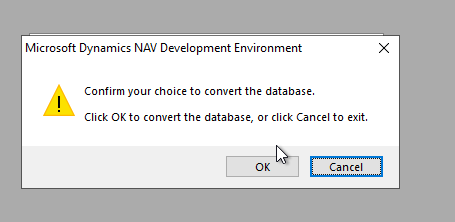 Microsoft Dynamics NAV Development Environment
Confirm your choice to convert the database.
Click OK to convert the database, or click Cancel to exit.
OK
Cancel